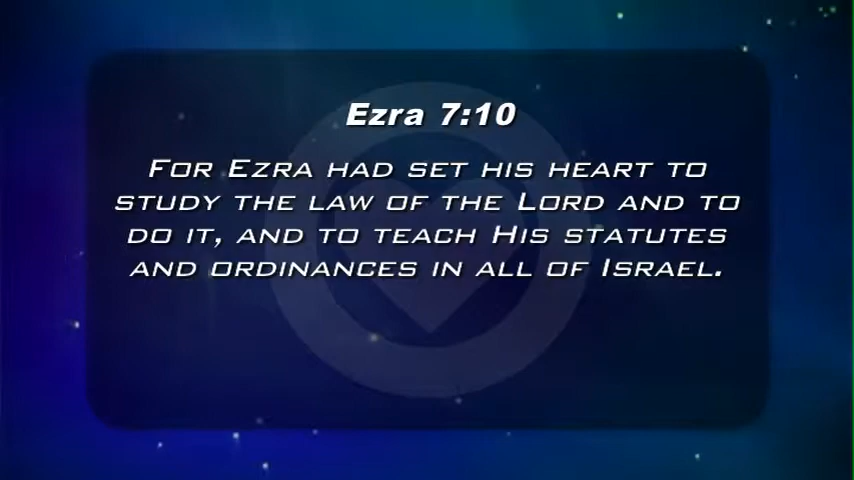 Ezra 7:10
For Ezra had set his heart to
study the law of the Lord and to
do it, and to teach His statutes
and ordinances in all of Israel.